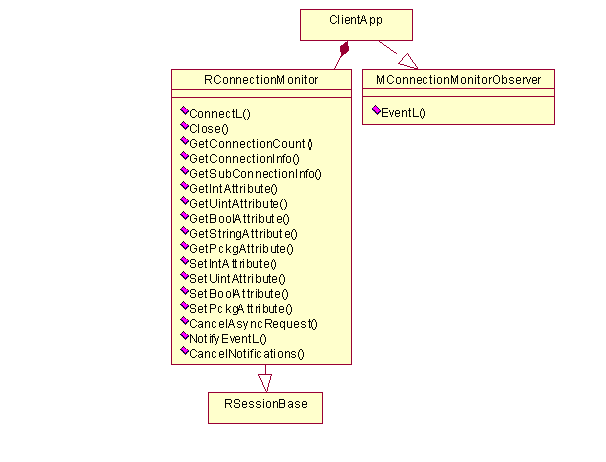 ClientApp
RConnectionMonitor
ConnectL()
Close()
GetConnectionCount()
GetConnectionInfo()
GetSubConnectionInfo()
GetIntAttribute()
GetUintAttribute()
GetBoolAttribute()
GetStringAttribute()
GetPckgAttribute()
SetIntAttribute()
SetUintAttribute()
SetBoolAttribute()
SetPckgAttribute()
CancelAsyncRequest()
NotifyEventL()
CancelNotifications()
MConnectionMonitorObserver
EventL()
RSessionBase